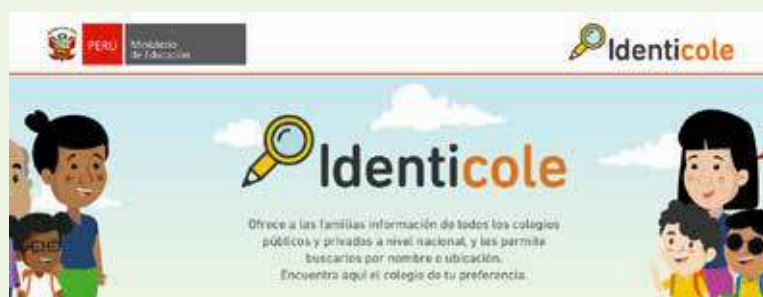 PERÚ
Ministerio
de Educación
Identicole
Identicole
Ofrece a las familias información de todos los colegios
públicos y privados a nivel nacional, y les permite
buscarlos por nombre o ubicación.
Encuentra aquí el colegio de tu preferencia.